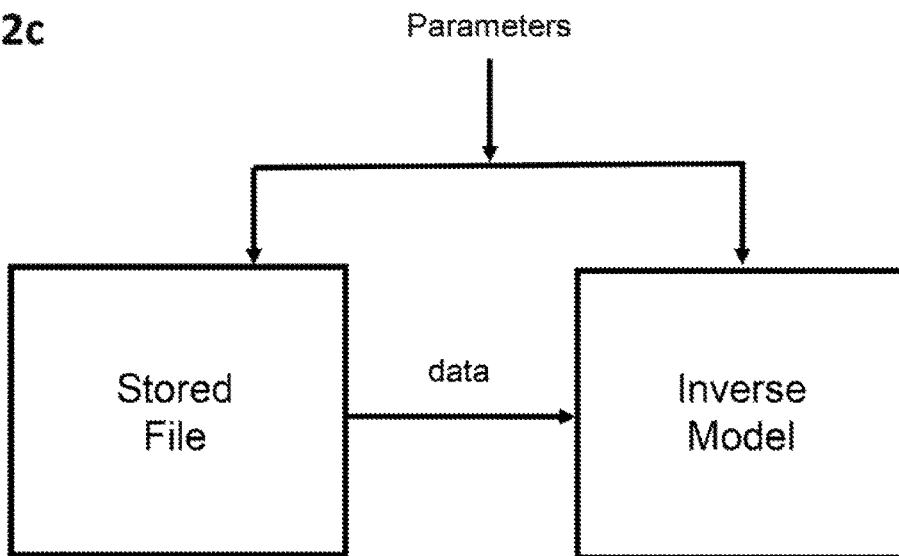 2c
Parameters
Stored
File
data
Inverse
Model